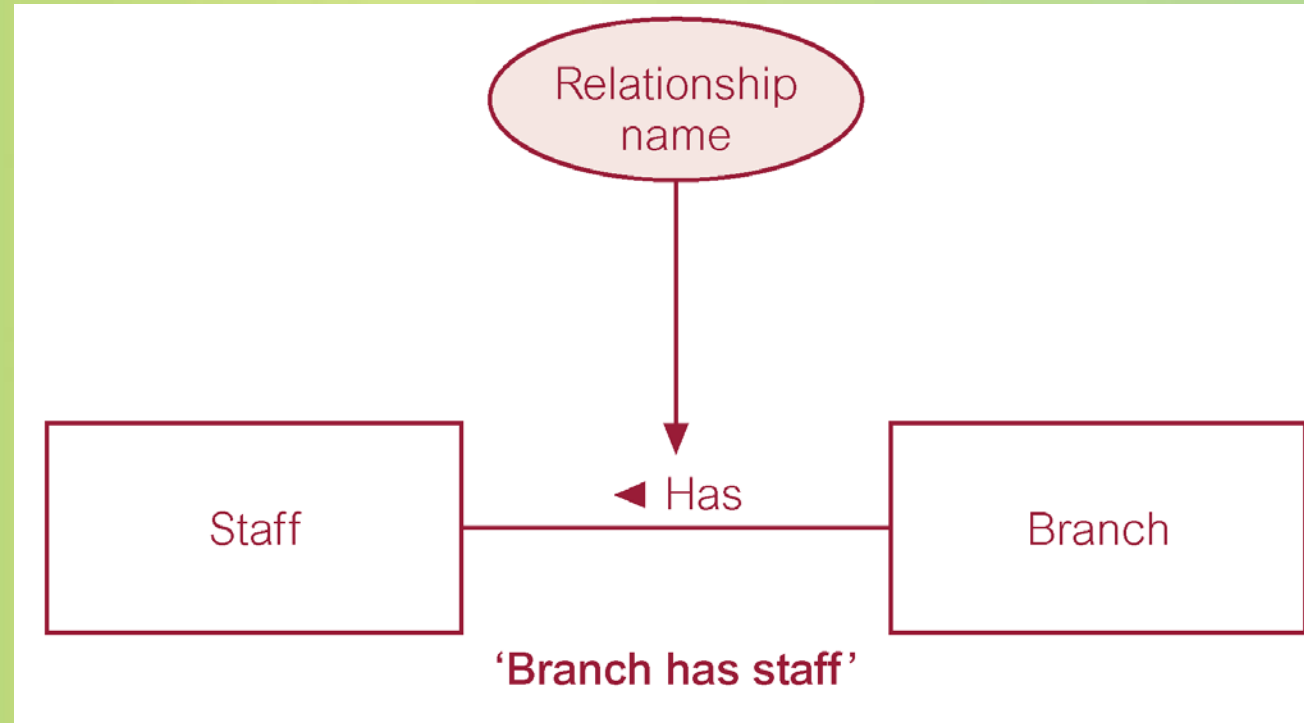 Relationship
name
◄ Has
Staff
Branch
‘Branch has staff’